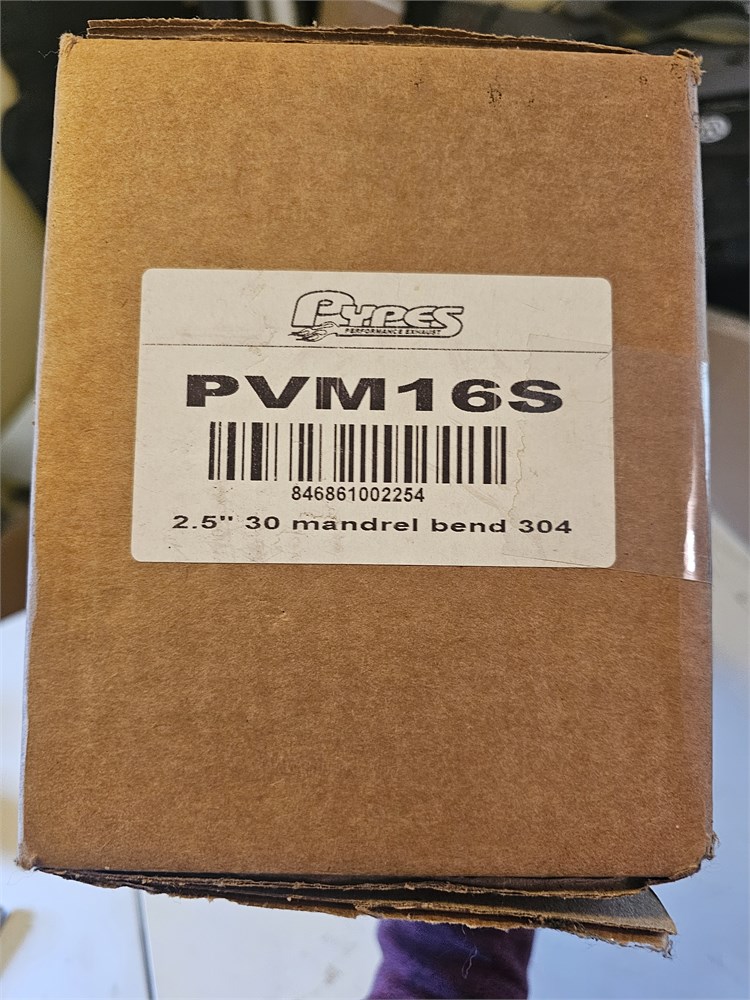 PYPES
PERFORMANCE EXHAUST
PVM16S
846861002254
2.5" 30 mandrel bend 304